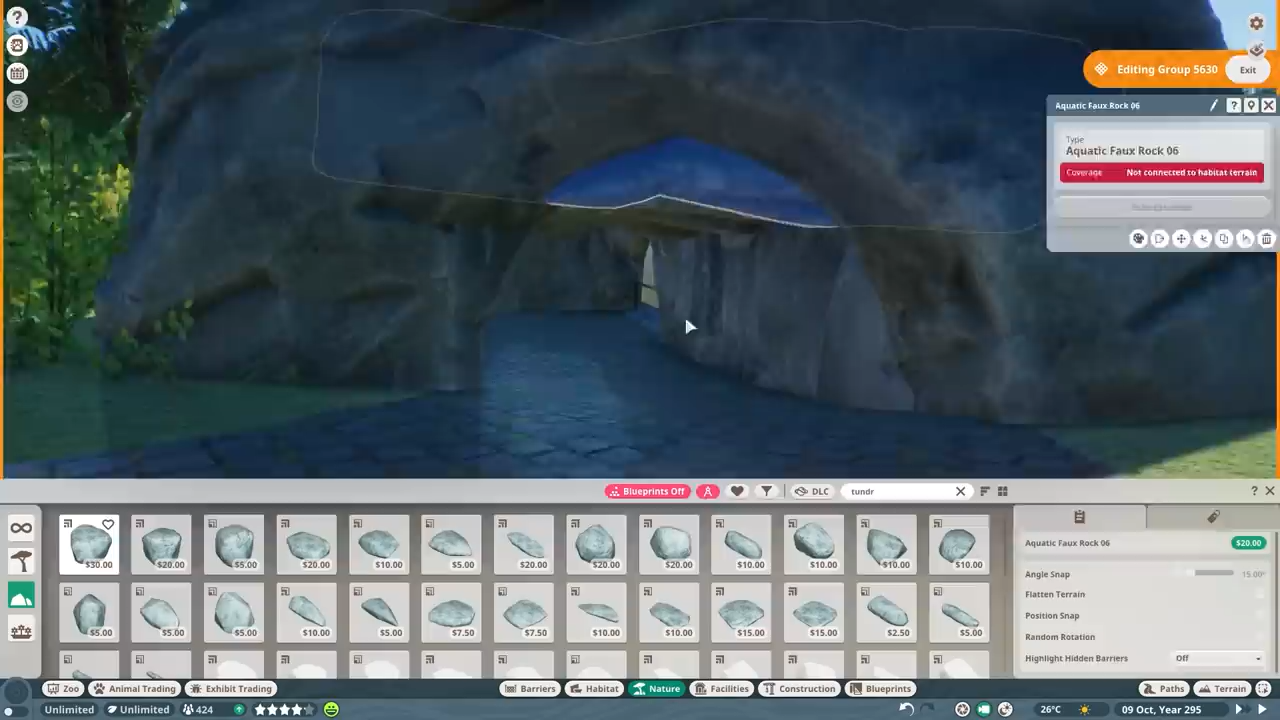 Editing Group 5630
Exit
Aquatic Faux Rock 06
?
Type
Aquatic Faux Rock 06
Coverage
Not connected to habitat terrain
Blueprints Off
DLC
tundr
?
$30.00
$20.00
$5.00
$20.00
$10.00
$5.00
$20.00
$20.00
$20.00
$10.00
$10.00
$10.00
$10.00
Aquatic Faux Rock 06
$20.00
Angle Snap
15.00°
Flatten Terrain
Position Snap
Random Rotation
Highlight Hidden Barriers
Off
$5.00
$5.00
$5.00
$10.00
$5.00
$7.50
$7.50
$10.00
$10.00
$15.00
$15.00
$2.50
$5.00
Zoo
Animal Trading
Exhibit Trading
Barriers
Habitat
Nature
Facilities
Construction
Blueprints
Paths
Terrain
Unlimited
Unlimited
424
26°C
09 Oct, Year 295